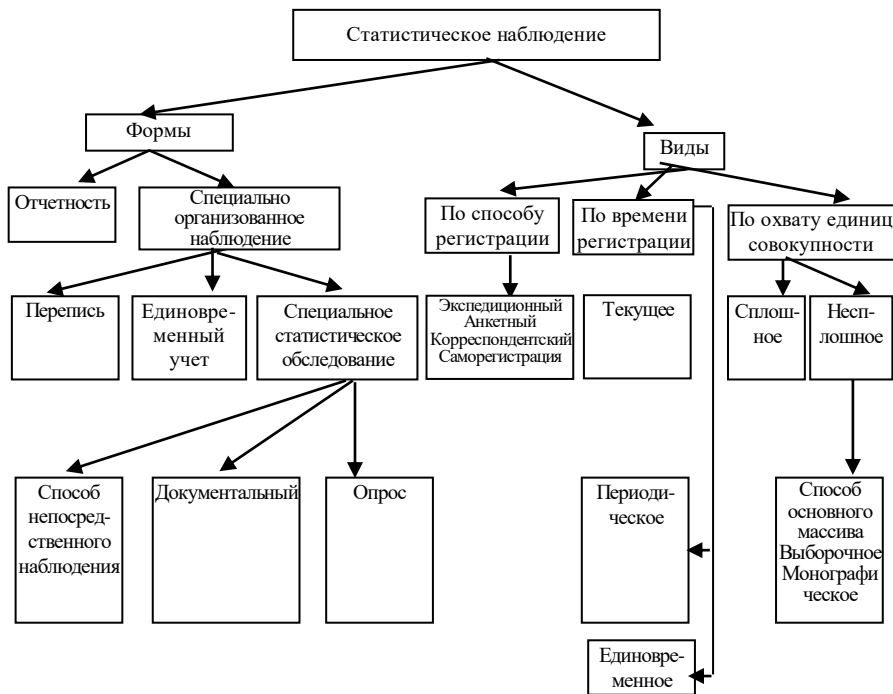 Статистическое наблюдение
Формы
Виды
Отчетность
Специально
организованное
наблюдение
По способу
регистрации
По времени
регистрации
По охвату единиц
совокупности
Перепись
Единовре-
менный
учет
Специальное
статистическое
обследование
Экспедиционный
Анкетный
Корреспондентский
Саморегистрация
Текущее
Сплош-
ное
Несп-
лошное
Способ
непосред-
ственного
наблюдения
Документальный
Опрос
Периоди-
ческое
Способ
основного
массива
Выборочное
Монографи
ческое
Единовре-
менное